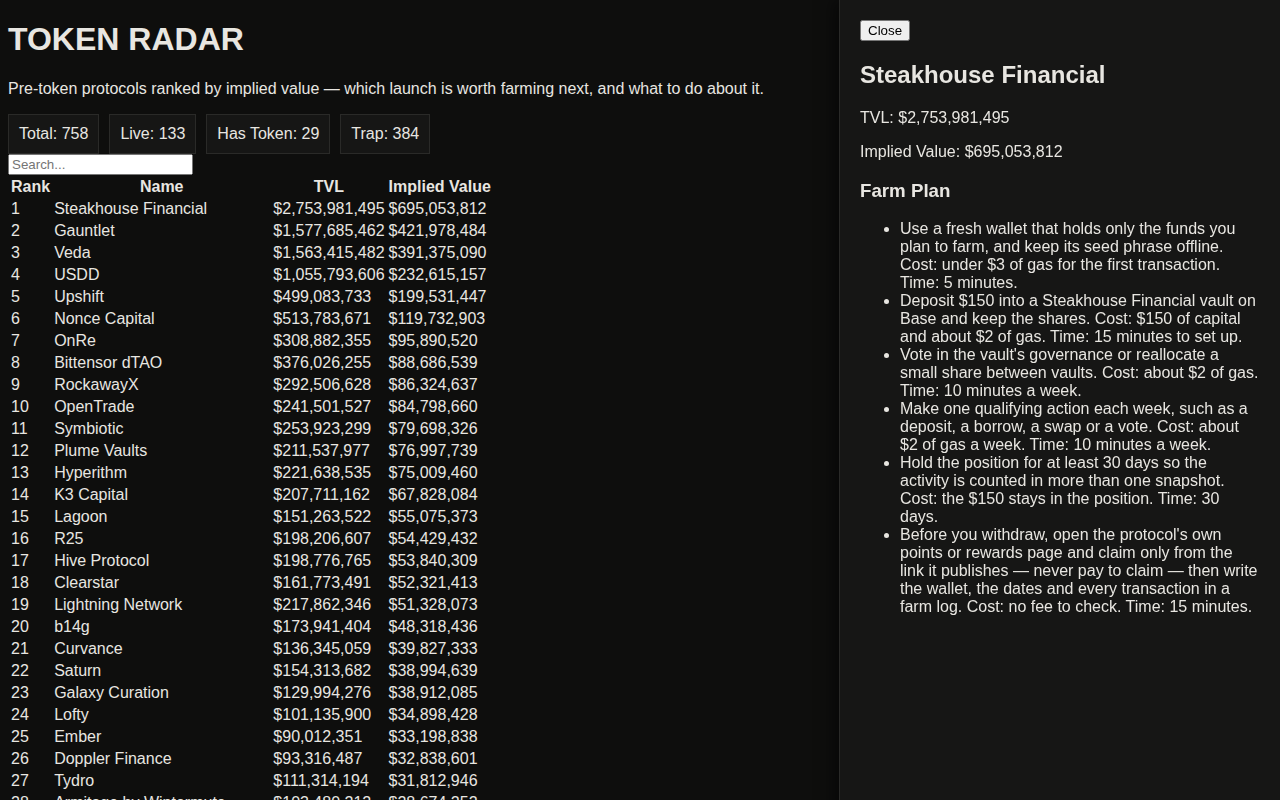 TOKEN RADAR
Pre-token protocols ranked by implied value — which launch is worth farming next, and what to do about it.
Total: 758 Live: 133 Has Token: 29 Trap: 384
Search...
Rank Name TVL Implied Value
1 Steakhouse Financial $2,753,981,495 $695,053,812
2 Gauntlet $1,577,685,462 $421,978,484
3 Veda $1,563,415,482 $391,375,090
4 USDD $1,055,793,606 $232,615,157
5 Upshift $499,083,733 $199,531,447
6 Nonce Capital $513,783,671 $119,732,903
7 OnRe $308,882,355 $95,890,520
8 Bittensor dTAO $376,026,255 $88,686,539
9 RockawayX $292,506,628 $86,324,637
10 OpenTrade $241,501,527 $84,798,660
11 Symbiotic $253,923,299 $79,698,326
12 Plume Vaults $211,537,977 $76,997,739
13 Hyperithm $221,638,535 $75,009,460
14 K3 Capital $207,711,162 $67,828,084
15 Lagoon $151,263,522 $55,075,373
16 R25 $198,206,607 $54,429,432
17 Hive Protocol $198,776,765 $53,840,309
18 Clearstar $161,773,491 $52,321,413
19 Lightning Network $217,862,346 $51,328,073
20 b14g $173,941,404 $48,318,436
21 Curvance $136,345,059 $39,827,333
22 Saturn $154,313,682 $38,994,639
23 Galaxy Curation $129,994,276 $38,912,085
24 Lofty $101,135,900 $34,898,428
25 Ember $90,012,351 $33,198,838
26 Doppler Finance $93,316,487 $32,838,601
27 Tydro $111,314,194 $31,812,946
Close
Steakhouse Financial
TVL: $2,753,981,495
Implied Value: $695,053,812
Farm Plan
• Use a fresh wallet that holds only the funds you
plan to farm, and keep its seed phrase offline.
Cost: under $3 of gas for the first transaction.
Time: 5 minutes.
• Deposit $150 into a Steakhouse Financial vault on
Base and keep the shares. Cost: $150 of capital
and about $2 of gas. Time: 15 minutes to set up.
• Vote in the vault's governance or reallocate a
small share between vaults. Cost: about $2 of gas.
Time: 10 minutes a week.
• Make one qualifying action each week, such as a
deposit, a borrow, a swap or a vote. Cost: about
$2 of gas a week. Time: 10 minutes a week.
• Hold the position for at least 30 days so the
activity is counted in more than one snapshot.
Cost: the $150 stays in the position. Time: 30
days.
• Before you withdraw, open the protocol's own
points or rewards page and claim only from the
link it publishes — never pay to claim — then write
the wallet, the dates and every transaction in a
farm log. Cost: no fee to check. Time: 15 minutes.